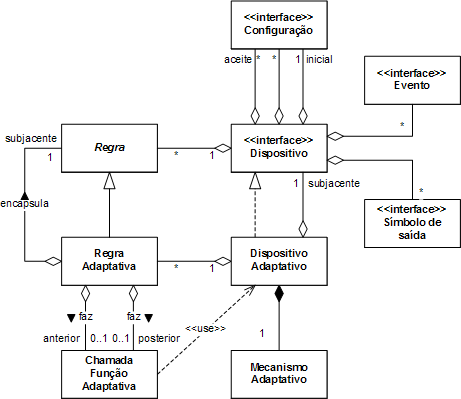 <<interface>>
Configuração
aceite * * 1 inicial
<<interface>>
Evento
*
subjacente
1
Regra
* 1
<<interface>>
Dispositivo
1 subjacente
*
<<interface>>
Símbolo de
saída
encapsula
Regra
Adaptativa
* 1
Dispositivo
Adaptativo
faz faz
<<use>>
anterior 0..1 0..1 posterior
1
Chamada
Função
Adaptativa
Mecanismo
Adaptativo